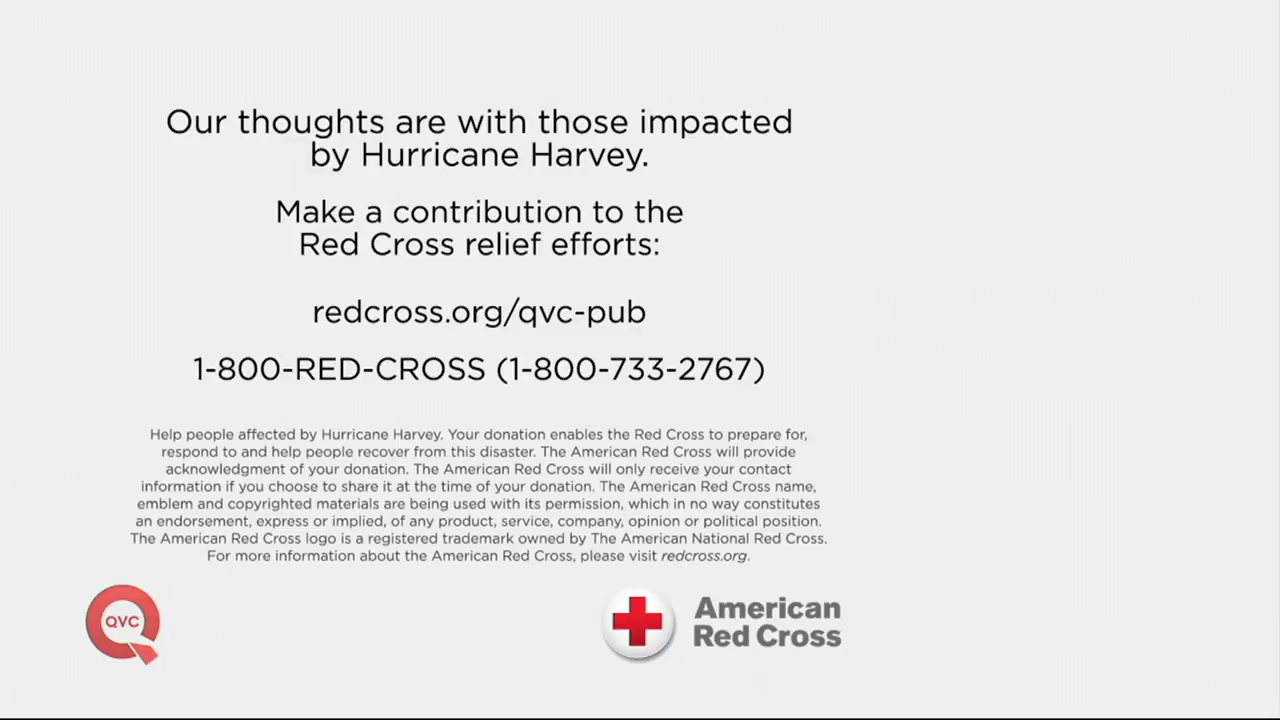 Our thoughts are with those impacted
by Hurricane Harvey.
Make a contribution to the
Red Cross relief efforts:
redcross.org/qvc-pub
1-800-RED-CROSS (1-800-733-2767)
Help people affected by Hurricane Harvey. Your donation enables the Red Cross to prepare for,
respond to and help people recover from this disaster. The American Red Cross will provide
acknowledgment of your donation. The American Red Cross will only receive your contact
information if you choose to share it at the time of your donation. The American Red Cross name,
emblem and copyrighted materials are being used with its permission, which in no way constitutes
an endorsement, express or implied, of any product, service, company, opinion or political position.
The American Red Cross logo is a registered trademark owned by The American National Red Cross.
For more information about the American Red Cross, please visit redcross.org.
QVC
American
Red Cross